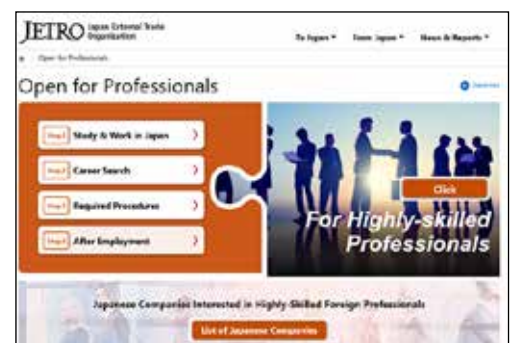 JETRO Japan External Trade
Organization
To Japan
From Japan
News & Reports
Open for Professionals
Open for Professionals
Step1 Study & Work in Japan
Step2 Career Search
Step3 Required Procedures
Step4 After Employment
Click
For Highly-skilled
Professionals
Japanese Companies Interested in Highly-Skilled Foreign Professionals
List of Japanese Companies